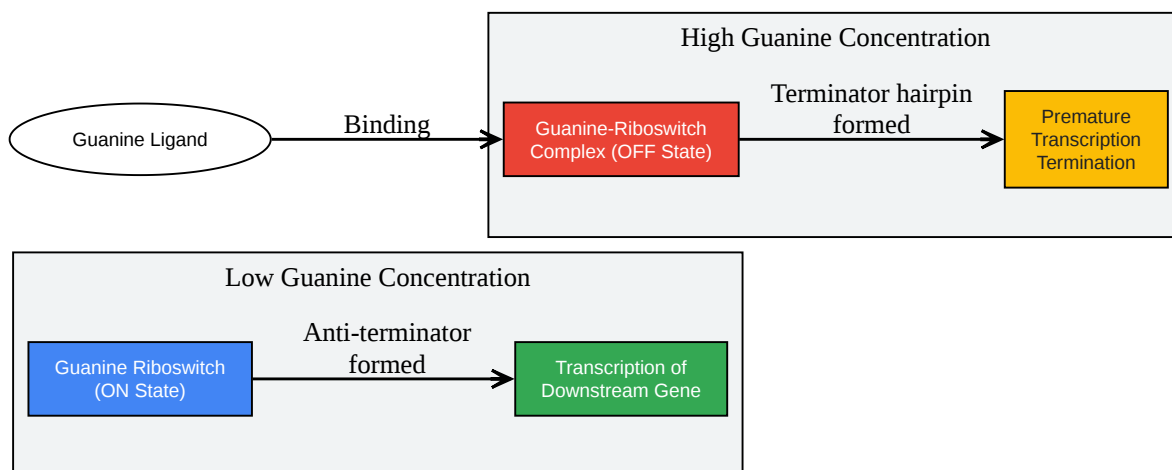 High Guanine Concentration
Guanine Ligand
Binding
Guanine-Riboswitch
Complex (OFF State)
Terminator hairpin
formed
Premature
Transcription
Termination
Low Guanine Concentration
Guanine Riboswitch
(ON State)
Anti-terminator
formed
Transcription of
Downstream Gene